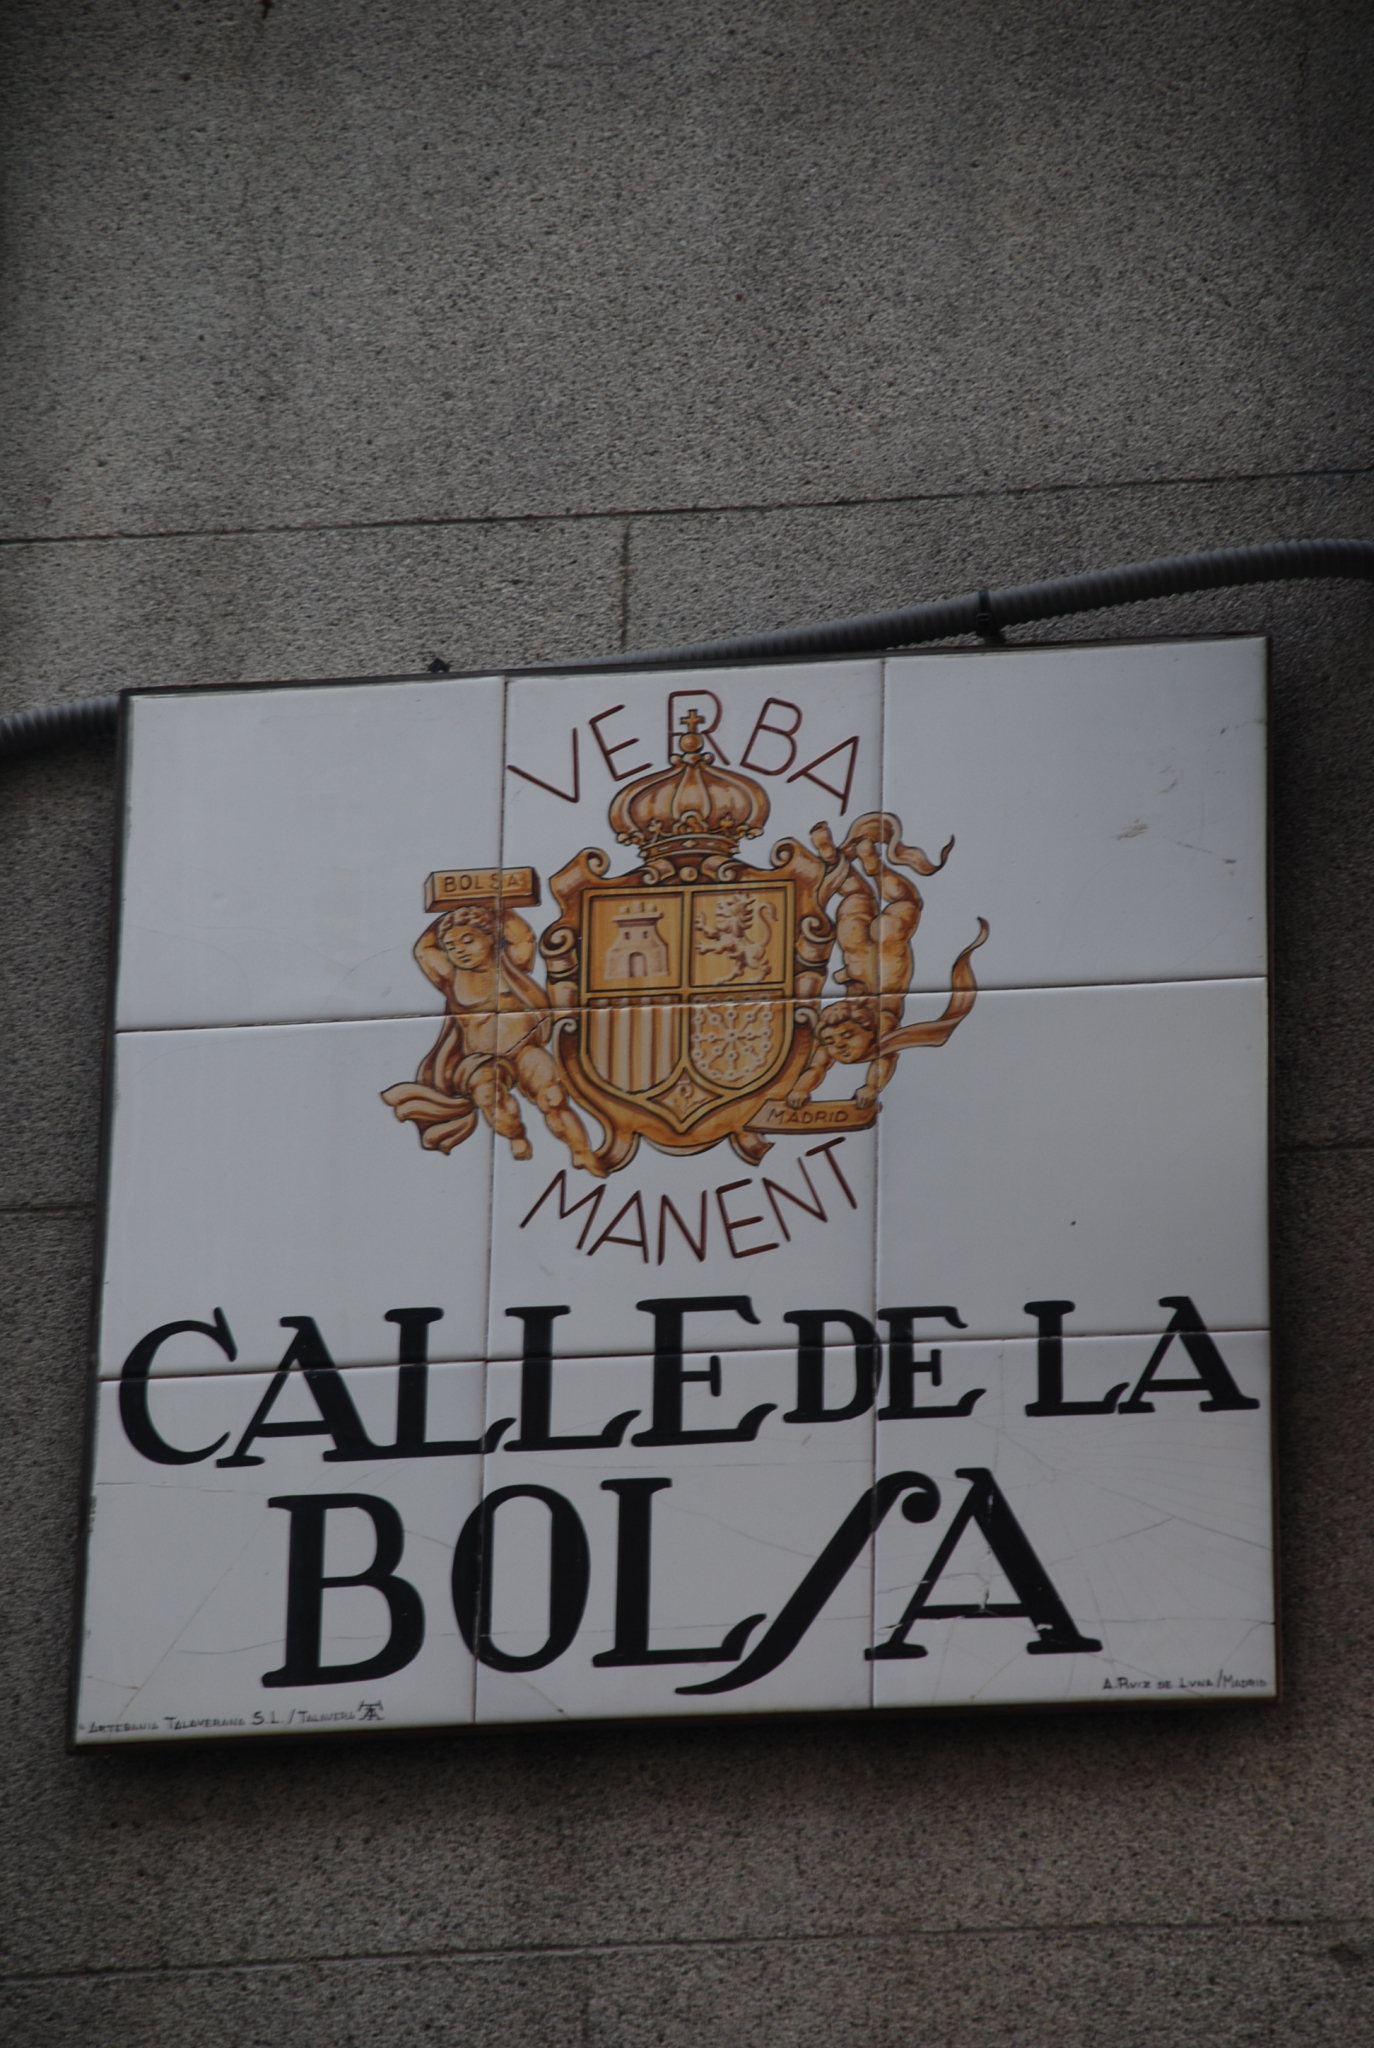 VERBA
BOLSA
MADRID
MANENT
CALLE DE LA
BOLSA
A. RUIZ DE LUNA/MADRID
ARTESANIA TALAVERANA S.L./TALAVERA